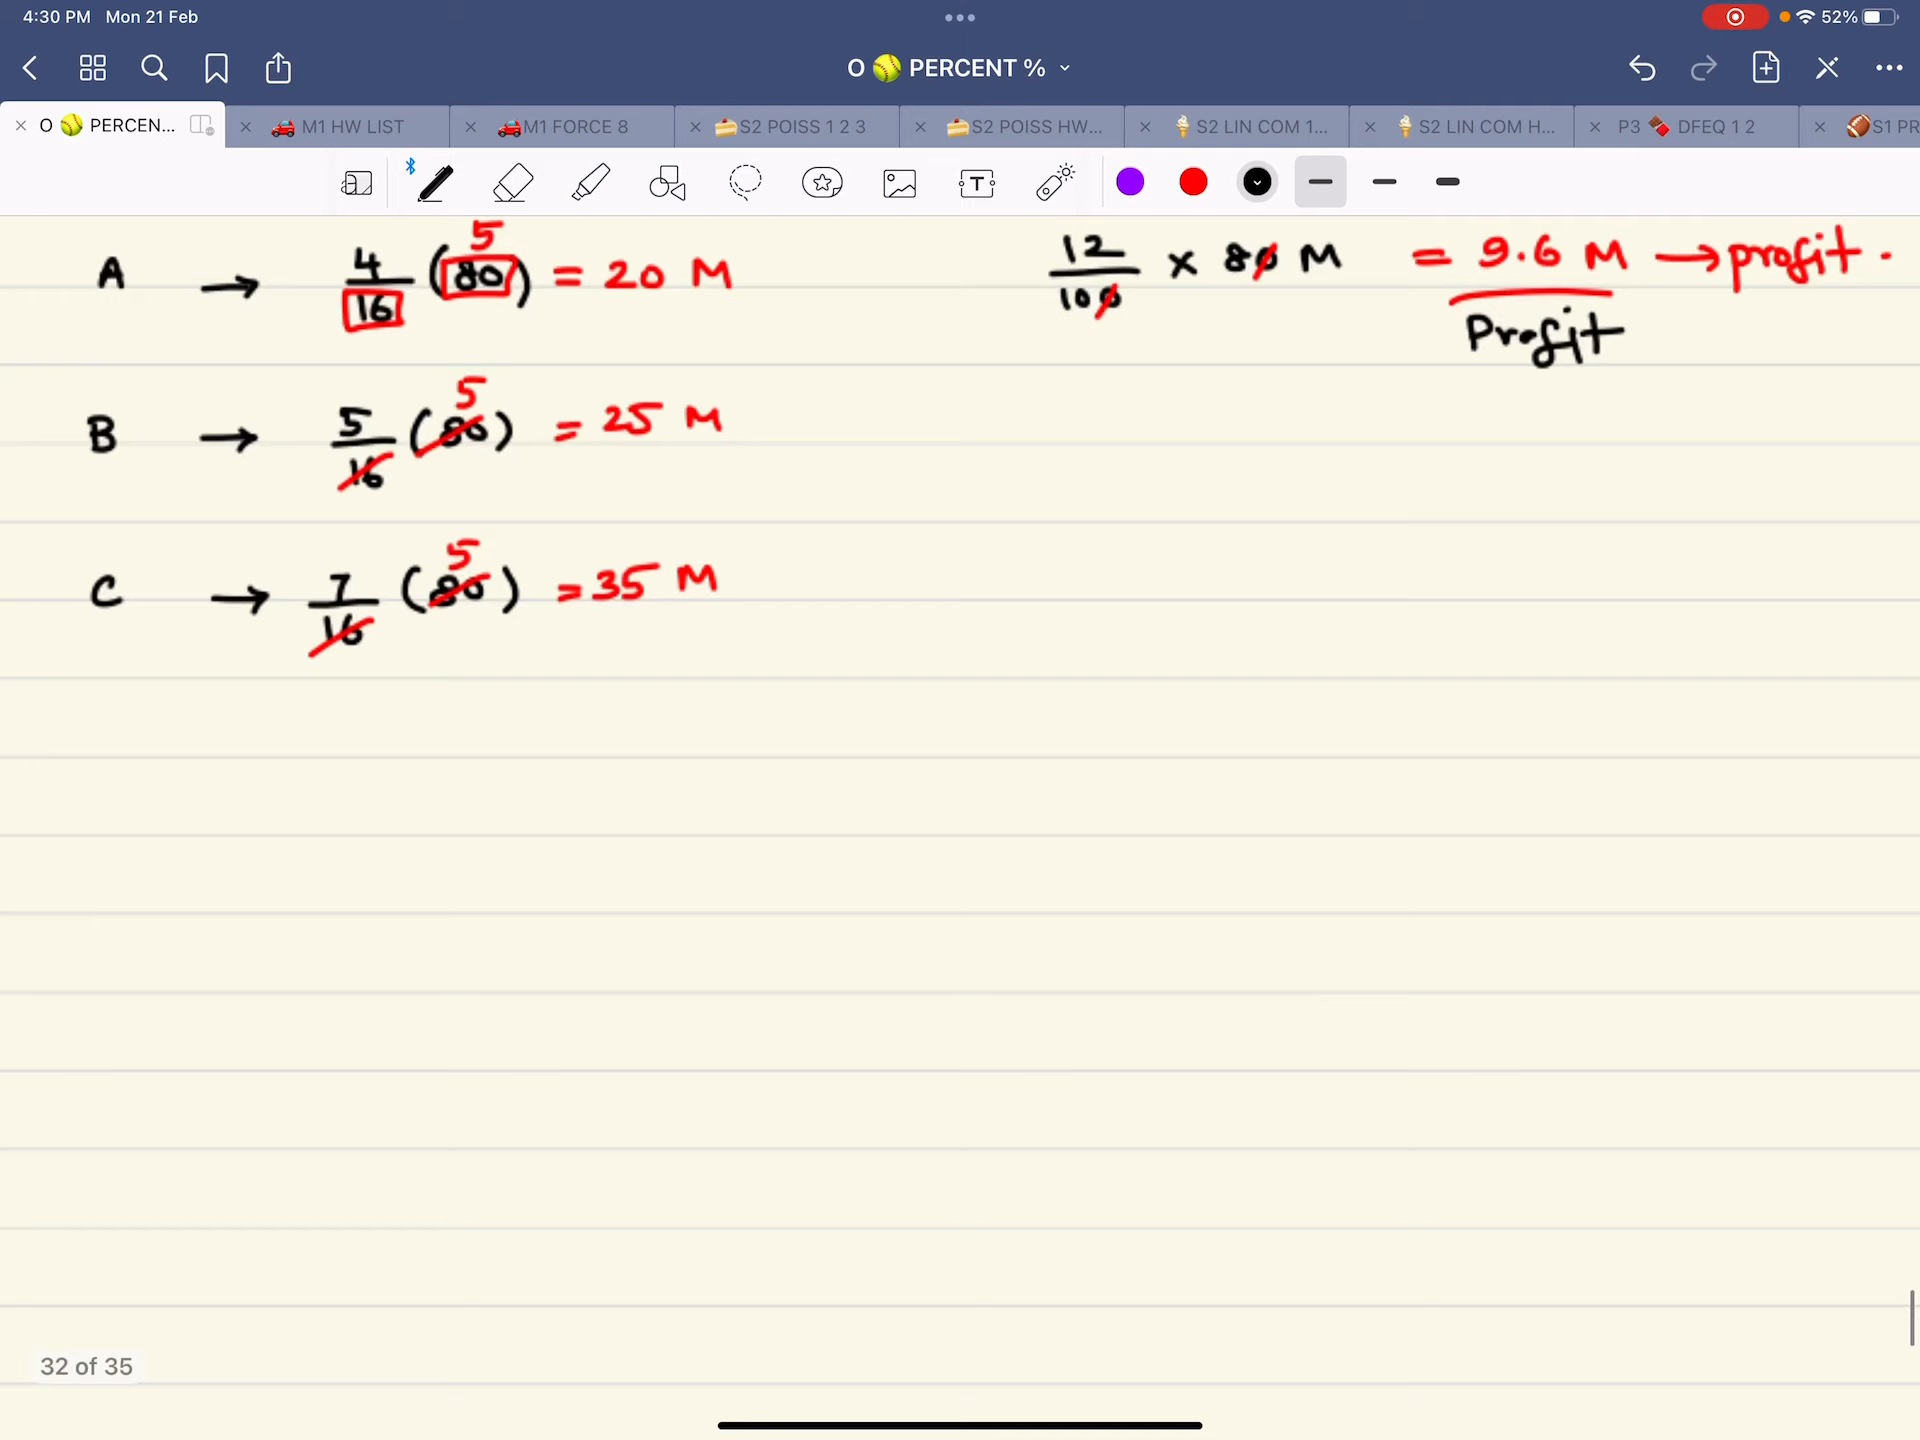 4:30 PM Mon 21 Feb
52%
O 🥎 PERCENT %
O 🥎 PERCEN...
🚗 M1 HW LIST
🚗M1 FORCE 8
🍰S2 POISS 1 2 3
🍰S2 POISS HW...
🍦S2 LIN COM 1...
🍦S2 LIN COM H...
P3 🍫 DFEQ 1 2
🏈S1 PR
A → 4/16 (80) 5 = 20 M
12/100 × 80 M = 9.6 M → profit.
Profit
B → 5/16 (80) 5 = 25 M
C → 7/16 (80) 5 = 35 M
32 of 35